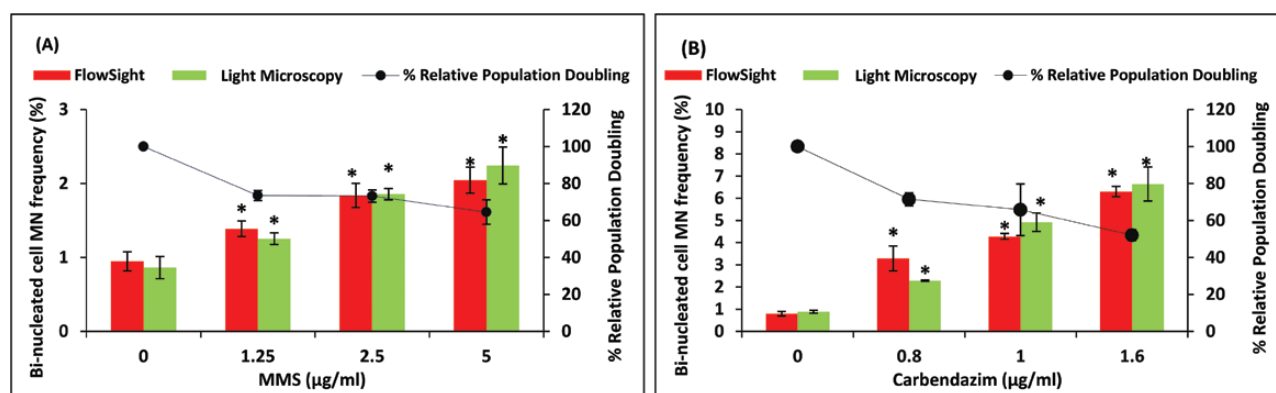 (A)
FlowSight Light Microscopy % Relative Population Doubling
Bi-nucleated cell MN frequency (%)
3
2
1
0
120
100
80
60
40
20
0
% Relative Population Doubling
* * * * * *
0 1.25 2.5 5
MMS (µg/ml)
(B)
FlowSight Light Microscopy % Relative Population Doubling
Bi-nucleated cell MN frequency (%)
10
9
8
7
6
5
4
3
2
1
0
120
100
80
60
40
20
0
% Relative Population Doubling
* * * * * *
0 0.8 1 1.6
Carbendazim (µg/ml)